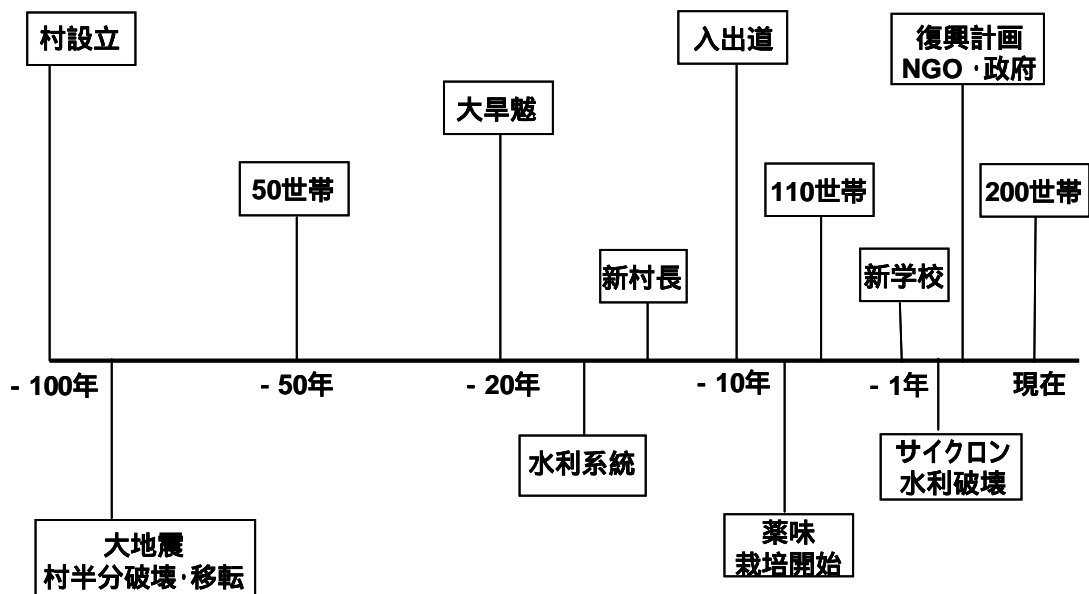 村設立
入出道
復興計画
NGO・政府
大旱魃
50世帯
110世帯
200世帯
新村長
新学校
- 100年
- 50年
- 20年
- 10年
- 1年
現在
水利系統
サイクロン
水利破壊
大地震
村半分破壊・移転
薬味
栽培開始